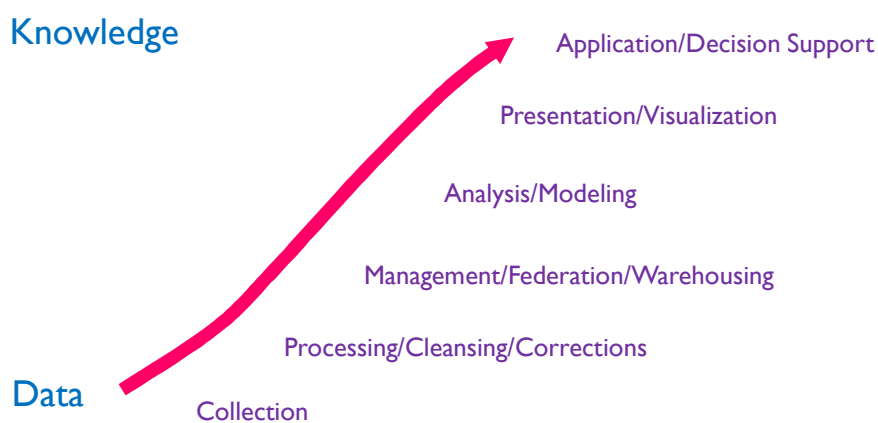 Knowledge
Application/Decision Support
Presentation/Visualization
Analysis/Modeling
Management/Federation/Warehousing
Processing/Cleansing/Corrections
Data
Collection